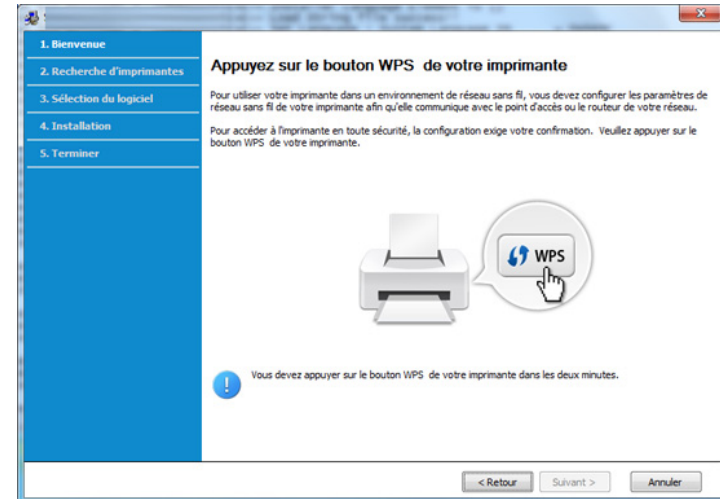 1. Bienvenue
2. Recherche d'imprimantes
3. Sélection du logiciel
4. Installation
5. Terminer
Appuyez sur le bouton WPS de votre imprimante
Pour utiliser votre imprimante dans un environnement de réseau sans fil, vous devez configurer les paramètres de
réseau sans fil de votre imprimante afin qu'elle communique avec le point d'accès ou le routeur de votre réseau.
Pour accéder à l'imprimante en toute sécurité, la configuration exige votre confirmation. Veuillez appuyer sur le
bouton WPS de votre imprimante.
WPS
Vous devez appuyer sur le bouton WPS de votre imprimante dans les deux minutes.
< Retour
Suivant >
Annuler